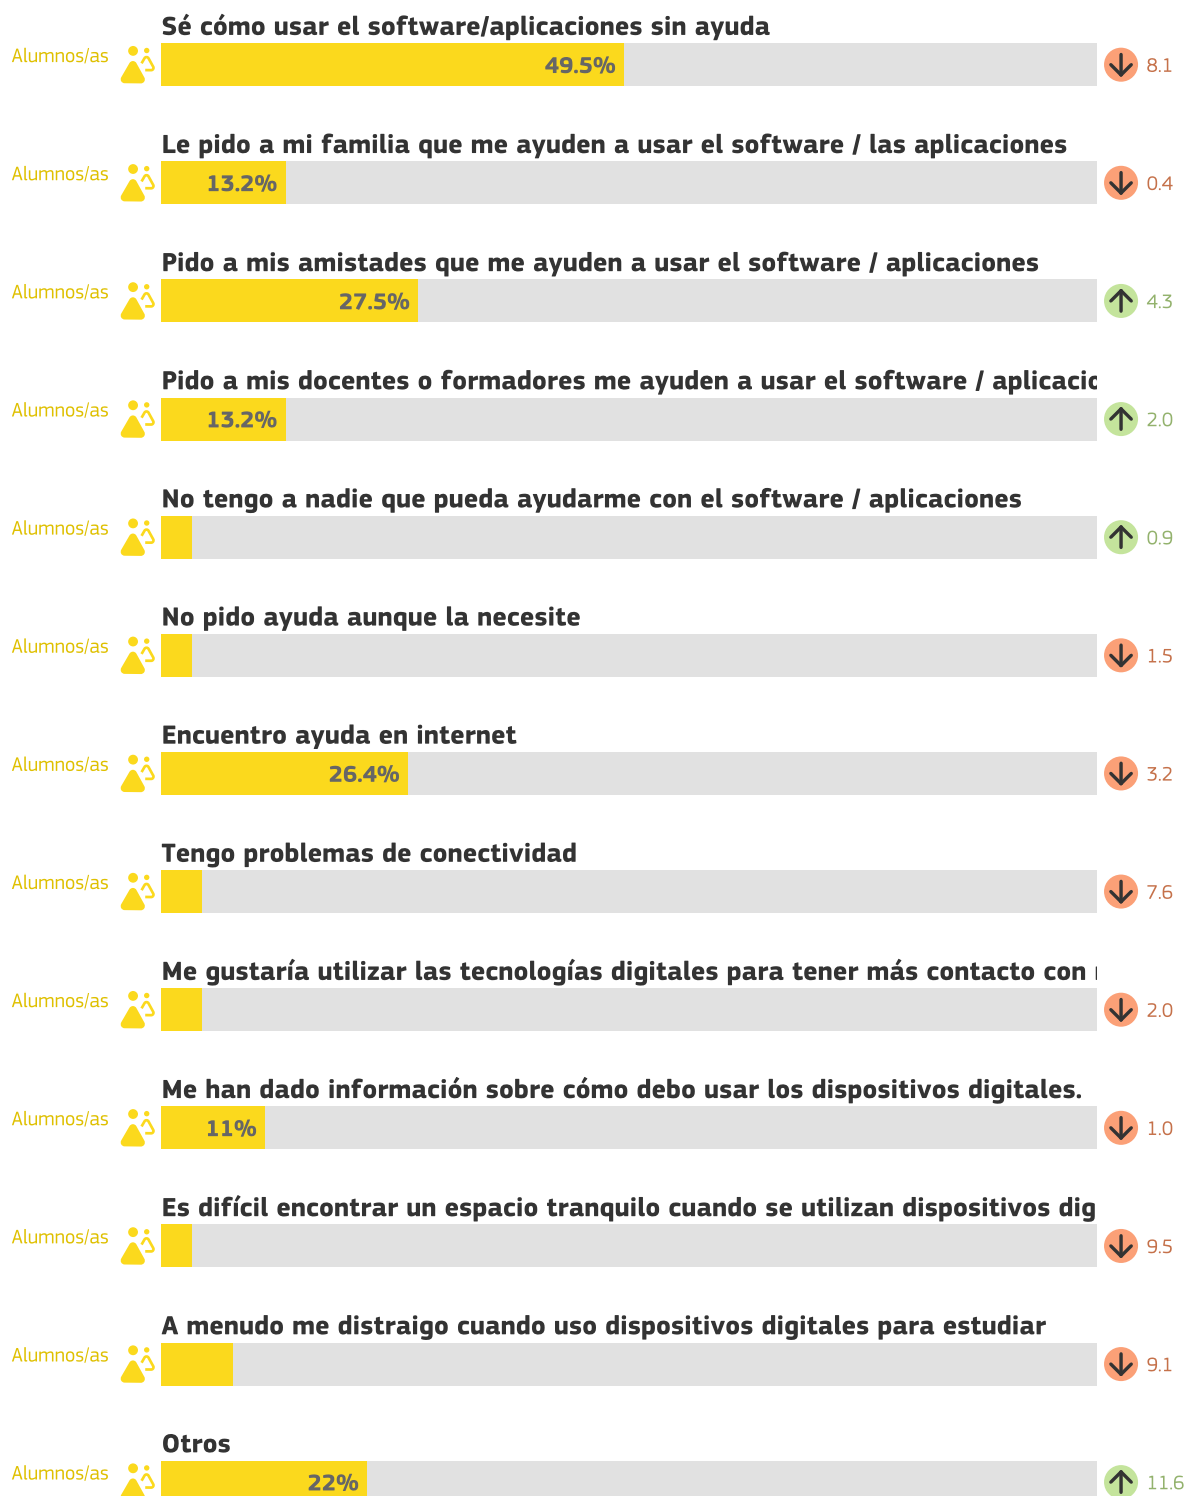 Sé cómo usar el software/aplicaciones sin ayuda
Alumnos/as 49.5% 8.1
Le pido a mi familia que me ayuden a usar el software / las aplicaciones
Alumnos/as 13.2% 0.4
Pido a mis amistades que me ayuden a usar el software / aplicaciones
Alumnos/as 27.5% 4.3
Pido a mis docentes o formadores me ayuden a usar el software / aplicacio
Alumnos/as 13.2% 2.0
No tengo a nadie que pueda ayudarme con el software / aplicaciones
Alumnos/as 0.9
No pido ayuda aunque la necesite
Alumnos/as 1.5
Encuentro ayuda en internet
Alumnos/as 26.4% 3.2
Tengo problemas de conectividad
Alumnos/as 7.6
Me gustaría utilizar las tecnologías digitales para tener más contacto con
Alumnos/as 2.0
Me han dado información sobre cómo debo usar los dispositivos digitales.
Alumnos/as 11% 1.0
Es difícil encontrar un espacio tranquilo cuando se utilizan dispositivos dig
Alumnos/as 9.5
A menudo me distraigo cuando uso dispositivos digitales para estudiar
Alumnos/as 9.1
Otros
Alumnos/as 22% 11.6